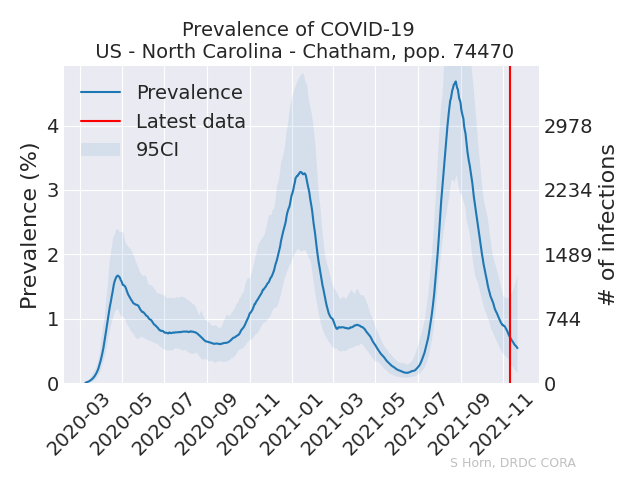 Prevalence of COVID-19
US - North Carolina - Chatham, pop. 74470
Prevalence
Latest data
95CI
Prevalence (%)
4
3
2
1
0
2978
2234
1489
744
0
# of infections
2020-03
2020-05
2020-07
2020-09
2020-11
2021-01
2021-03
2021-05
2021-07
2021-09
2021-11
S Horn, DRDC CORA